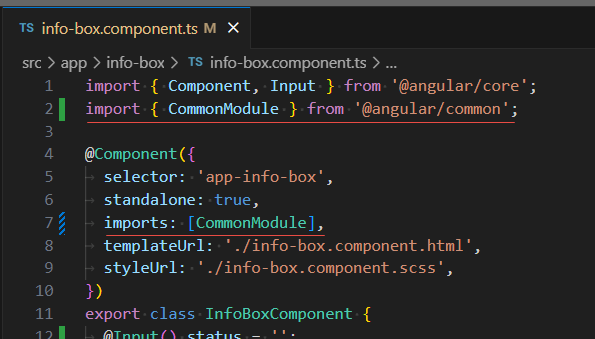 TS info-box.component.ts M ×
src > app > info-box > TS info-box.component.ts > ...
1 import { Component, Input } from '@angular/core';
2 import { CommonModule } from '@angular/common';
3
4 @Component({
5 selector: 'app-info-box',
6 standalone: true,
7 imports: [CommonModule],
8 templateUrl: './info-box.component.html',
9 styleUrl: './info-box.component.scss',
10 })
11 export class InfoBoxComponent {
12 @Input() status = '';